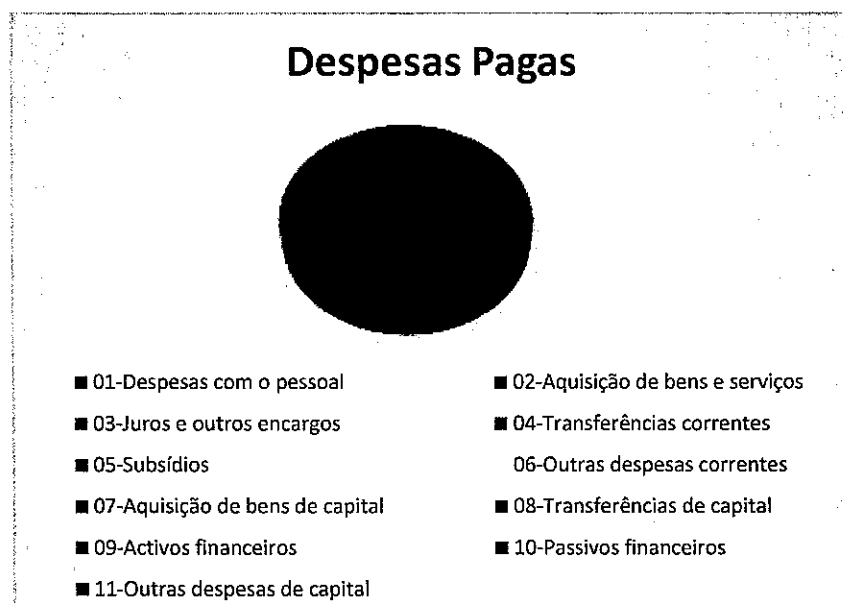 Despesas Pagas
01-Despesas com o pessoal
02-Aquisição de bens e serviços
03-Juros e outros encargos
04-Transferências correntes
05-Subsídios
06-Outras despesas correntes
07-Aquisição de bens de capital
08-Transferências de capital
09-Activos financeiros
10-Passivos financeiros
11-Outras despesas de capital